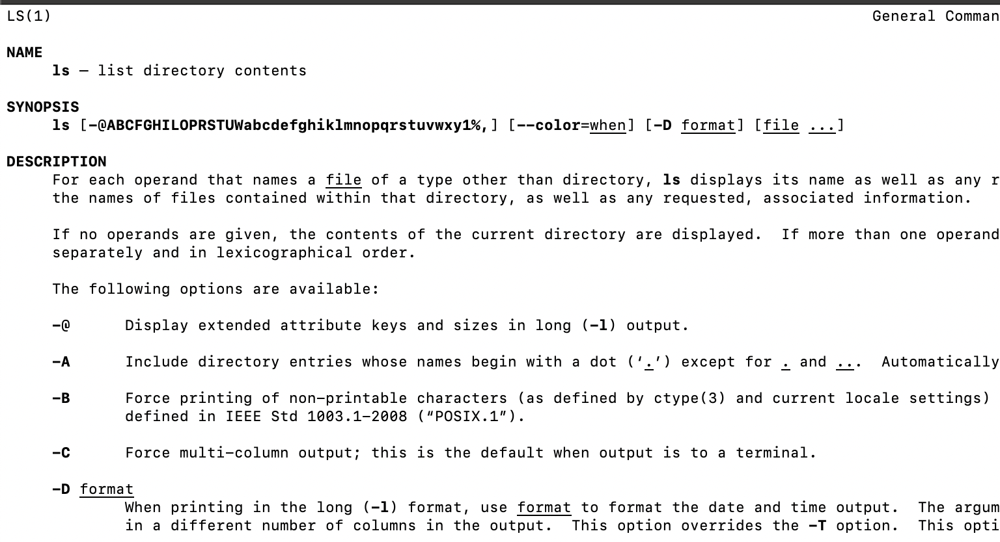 LS(1) General Comman
NAME
ls — list directory contents
SYNOPSIS
ls [-@ABCFGHILOPRSTUWabcdefghiklmnopqrstuvwxy1%,] [--color=when] [-D format] [file ...]
DESCRIPTION
For each operand that names a file of a type other than directory, ls displays its name as well as any r
the names of files contained within that directory, as well as any requested, associated information.
If no operands are given, the contents of the current directory are displayed.  If more than one operand
separately and in lexicographical order.
The following options are available:
-@ Display extended attribute keys and sizes in long (-l) output.
-A Include directory entries whose names begin with a dot (‘.’) except for . and ...  Automatically
-B Force printing of non-printable characters (as defined by ctype(3) and current locale settings)
defined in IEEE Std 1003.1-2008 (“POSIX.1”).
-C Force multi-column output; this is the default when output is to a terminal.
-D format
When printing in the long (-l) format, use format to format the date and time output.  The argum
in a different number of columns in the output.  This option overrides the -T option.  This opti